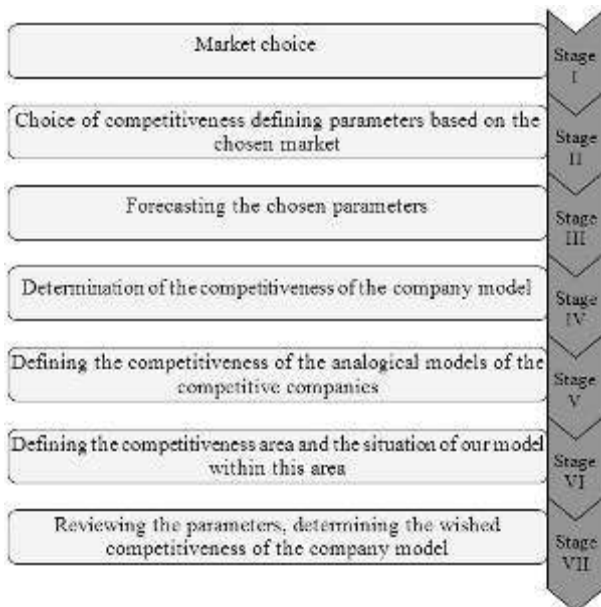 Market choice
Stage
I
Choice of competitiveness defining parameters based on the
chosen market
Stage
II
Forecasting the chosen parameters
Stage
III
Determination of the competitiveness of the company model
Stage
IV
Defining the competitiveness of the analogical models of the
competitive companies
Stage
V
Defining the competitiveness area and the situation of our model
within this area
Stage
VI
Reviewing the parameters, determining the wished
competitiveness of the company model
Stage
VII